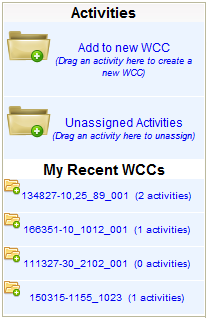 Activities
Add to new WCC
(Drag an activity here to create a
new WCC)
Unassigned Activities
(Drag an activity here to unassign)
My Recent WCCs
134827-10,25_89_001 (2 activities)
166351-10_1012_001 (1 activities)
111327-30_2102_001 (0 activities)
150315-1155_1023 (1 activities)